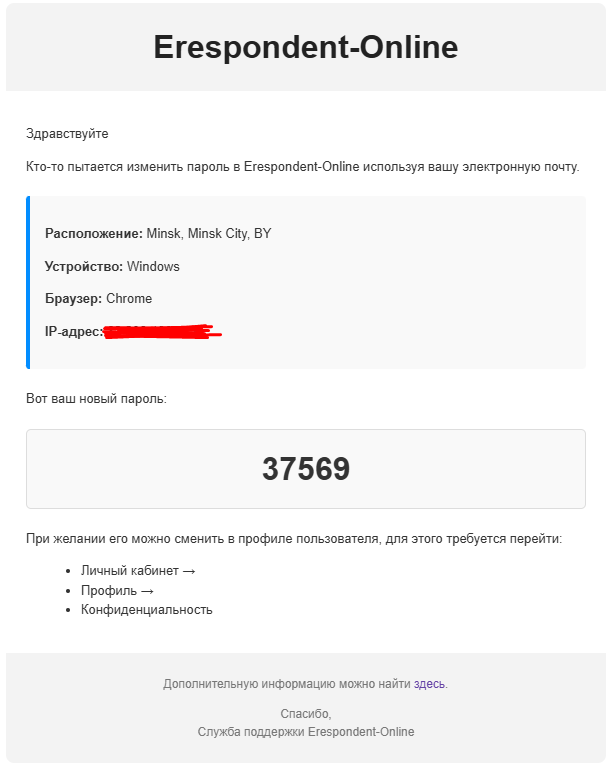 Erespondent-Online
Здравствуйте
Кто-то пытается изменить пароль в Erespondent-Online используя вашу электронную почту.
Расположение: Minsk, Minsk City, BY
Устройство: Windows
Браузер: Chrome
IP-адрес:
Вот ваш новый пароль:
37569
При желании его можно сменить в профиле пользователя, для этого требуется перейти:
• Личный кабинет →
• Профиль →
• Конфиденциальность
Дополнительную информацию можно найти здесь.
Спасибо,
Служба поддержки Erespondent-Online